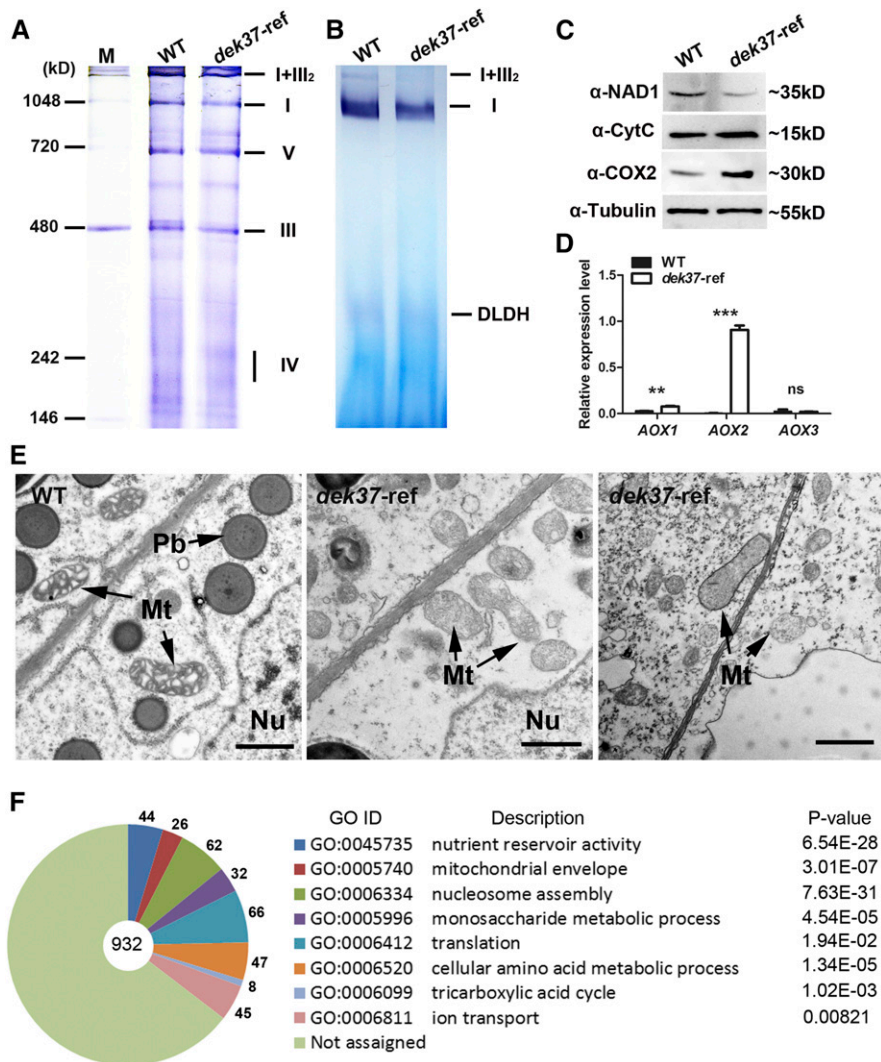 A
M
WT
dek37-ref
(kD)
1048
720
480
242
146
I+III₂
I
V
III
IV
B
WT
dek37-ref
I+III₂
I
DLDH
C
WT
dek37-ref
α-NAD1 ~35kD
α-CytC ~15kD
α-COX2 ~30kD
α-Tubulin ~55kD
D
WT
dek37-ref
Relative expression level
1.5
1.0
0.5
0.0
**
***
ns
AOX1 AOX2 AOX3
E
WT
Pb
Mt
Nu
dek37-ref
Mt
Nu
dek37-ref
Mt
F
44
26
62
32
66
47
8
45
932
GO ID Description P-value
GO:0045735 nutrient reservoir activity 6.54E-28
GO:0005740 mitochondrial envelope 3.01E-07
GO:0006334 nucleosome assembly 7.63E-31
GO:0005996 monosaccharide metabolic process 4.54E-05
GO:0006412 translation 1.94E-02
GO:0006520 cellular amino acid metabolic process 1.34E-05
GO:0006099 tricarboxylic acid cycle 1.02E-03
GO:0006811 ion transport 0.00821
Not assaigned